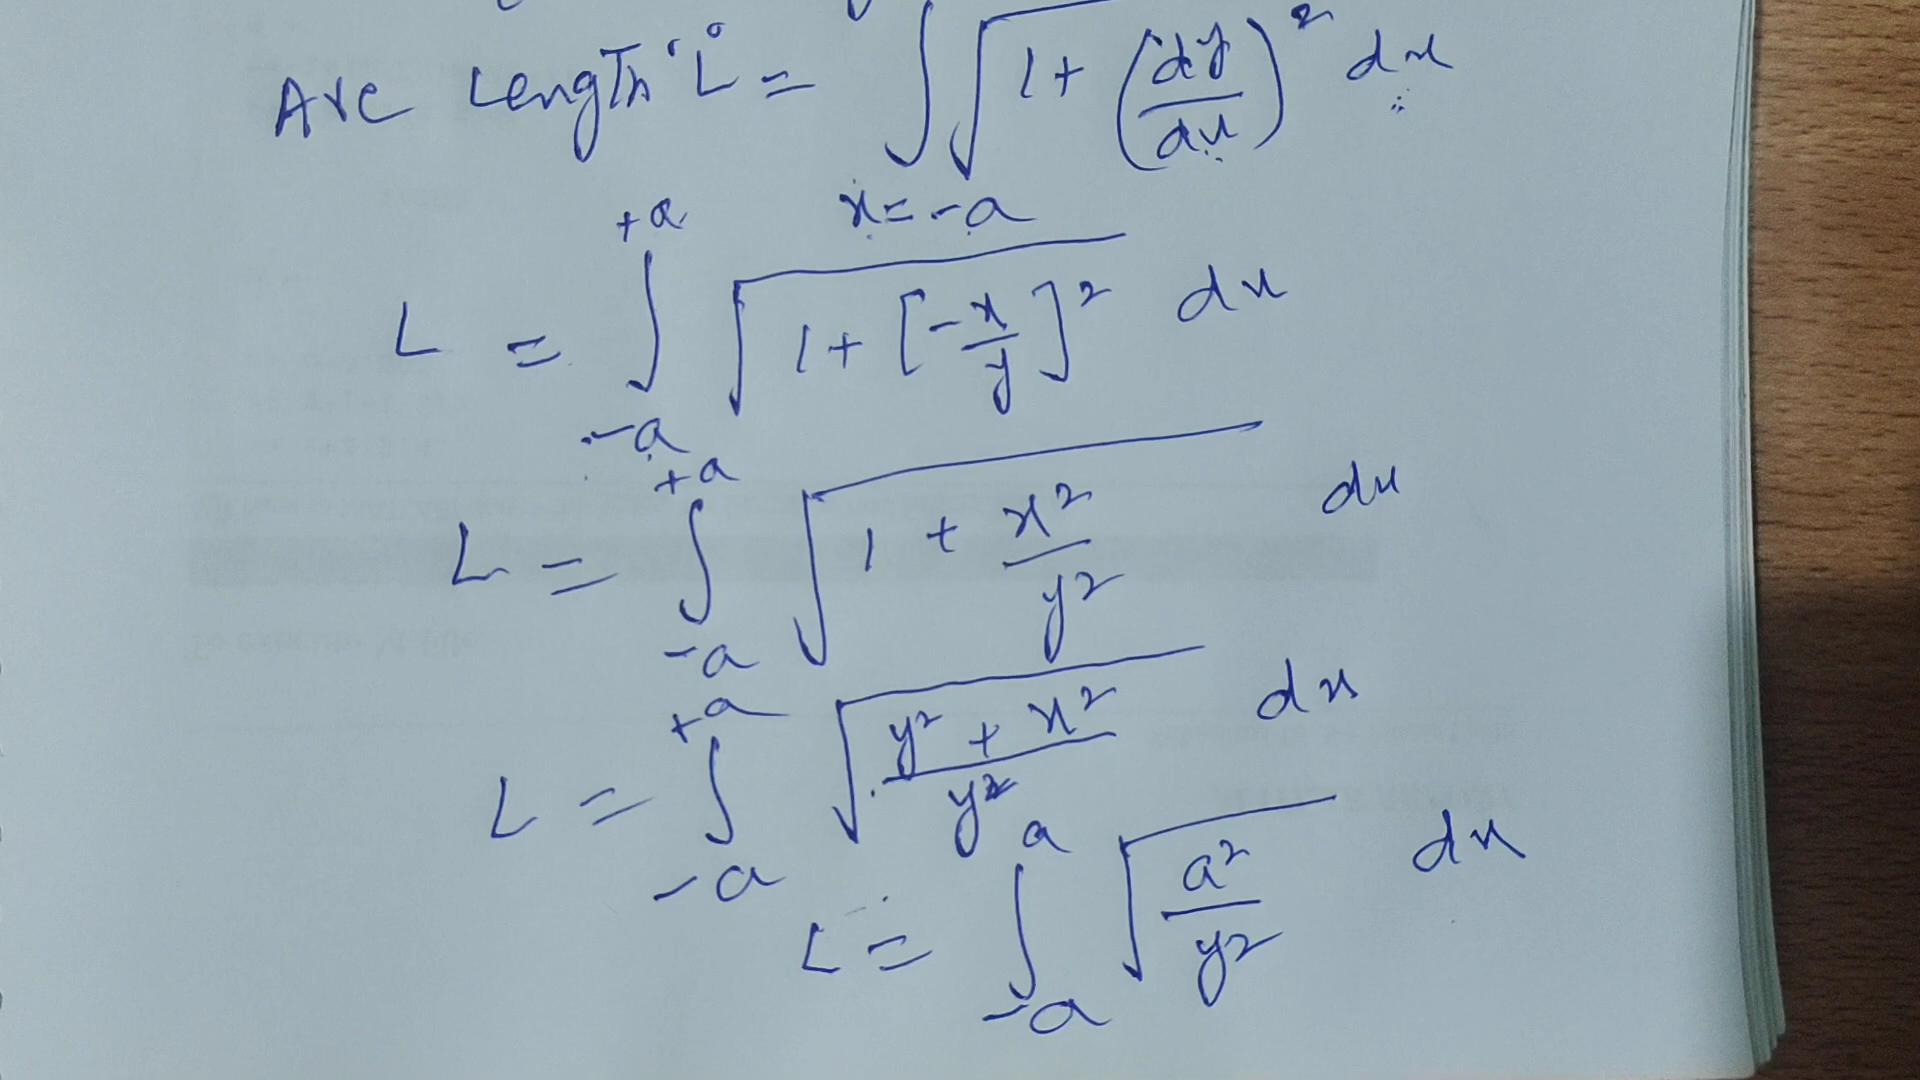 Arc Length 'L' = ∫ √(1 + (dy/dx)²) dx
x = -a
L = ∫_{-a}^{+a} √(1 + [-x/y]²) dx
L = ∫_{-a}^{+a} √(1 + x²/y²) dx
L = ∫_{-a}^{+a} √((y² + x²)/y²) dx
L = ∫_{-a}^{a} √(a²/y²) dx